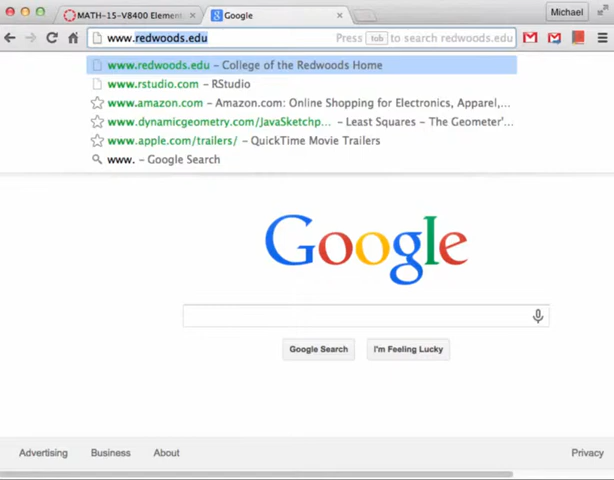 MATH-15-V8400 Element
Google
Michael
www.redwoods.edu
Press tab to search redwoods.edu
www.redwoods.edu – College of the Redwoods Home
www.rstudio.com – RStudio
www.amazon.com – Amazon.com: Online Shopping for Electronics, Apparel,...
www.dynamicgeometry.com/JavaSketchp... – Least Squares – The Geometer'...
www.apple.com/trailers/ – QuickTime Movie Trailers
www. – Google Search
Google
Google Search
I'm Feeling Lucky
Advertising
Business
About
Privacy